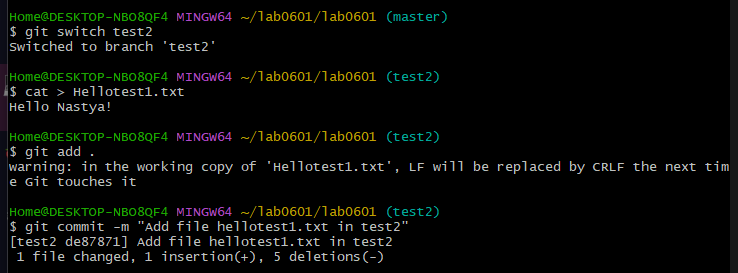 Home@DESKTOP-NBO8QF4 MINGW64 ~/lab0601/lab0601 (master)
$ git switch test2
Switched to branch 'test2'
Home@DESKTOP-NBO8QF4 MINGW64 ~/lab0601/lab0601 (test2)
$ cat > Hellotest1.txt
Hello Nastya!
Home@DESKTOP-NBO8QF4 MINGW64 ~/lab0601/lab0601 (test2)
$ git add .
warning: in the working copy of 'Hellotest1.txt', LF will be replaced by CRLF the next tim
e Git touches it
Home@DESKTOP-NBO8QF4 MINGW64 ~/lab0601/lab0601 (test2)
$ git commit -m "Add file hellotest1.txt in test2"
[test2 de87871] Add file hellotest1.txt in test2
 1 file changed, 1 insertion(+), 5 deletions(-)